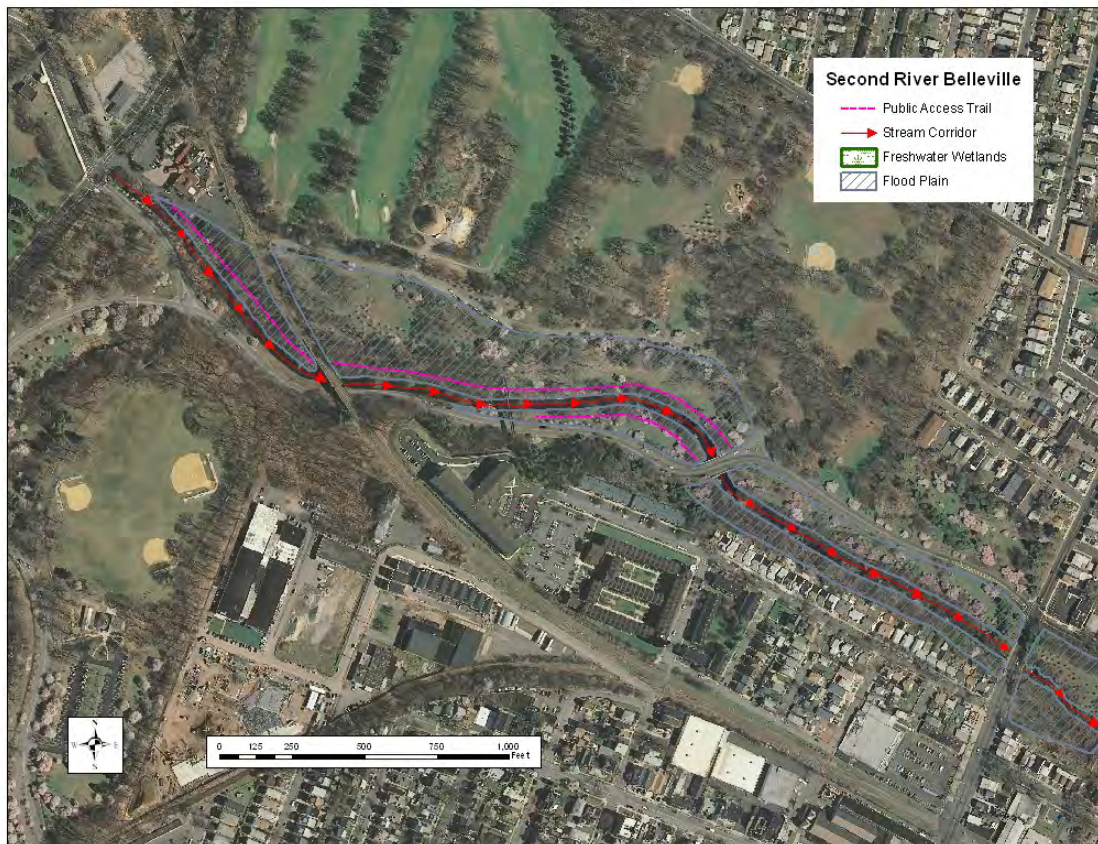 Second River Belleville
Public Access Trail
Stream Corridor
Freshwater Wetlands
Flood Plain
N
W E
S
0 125 250 500 750 1,000
Feet